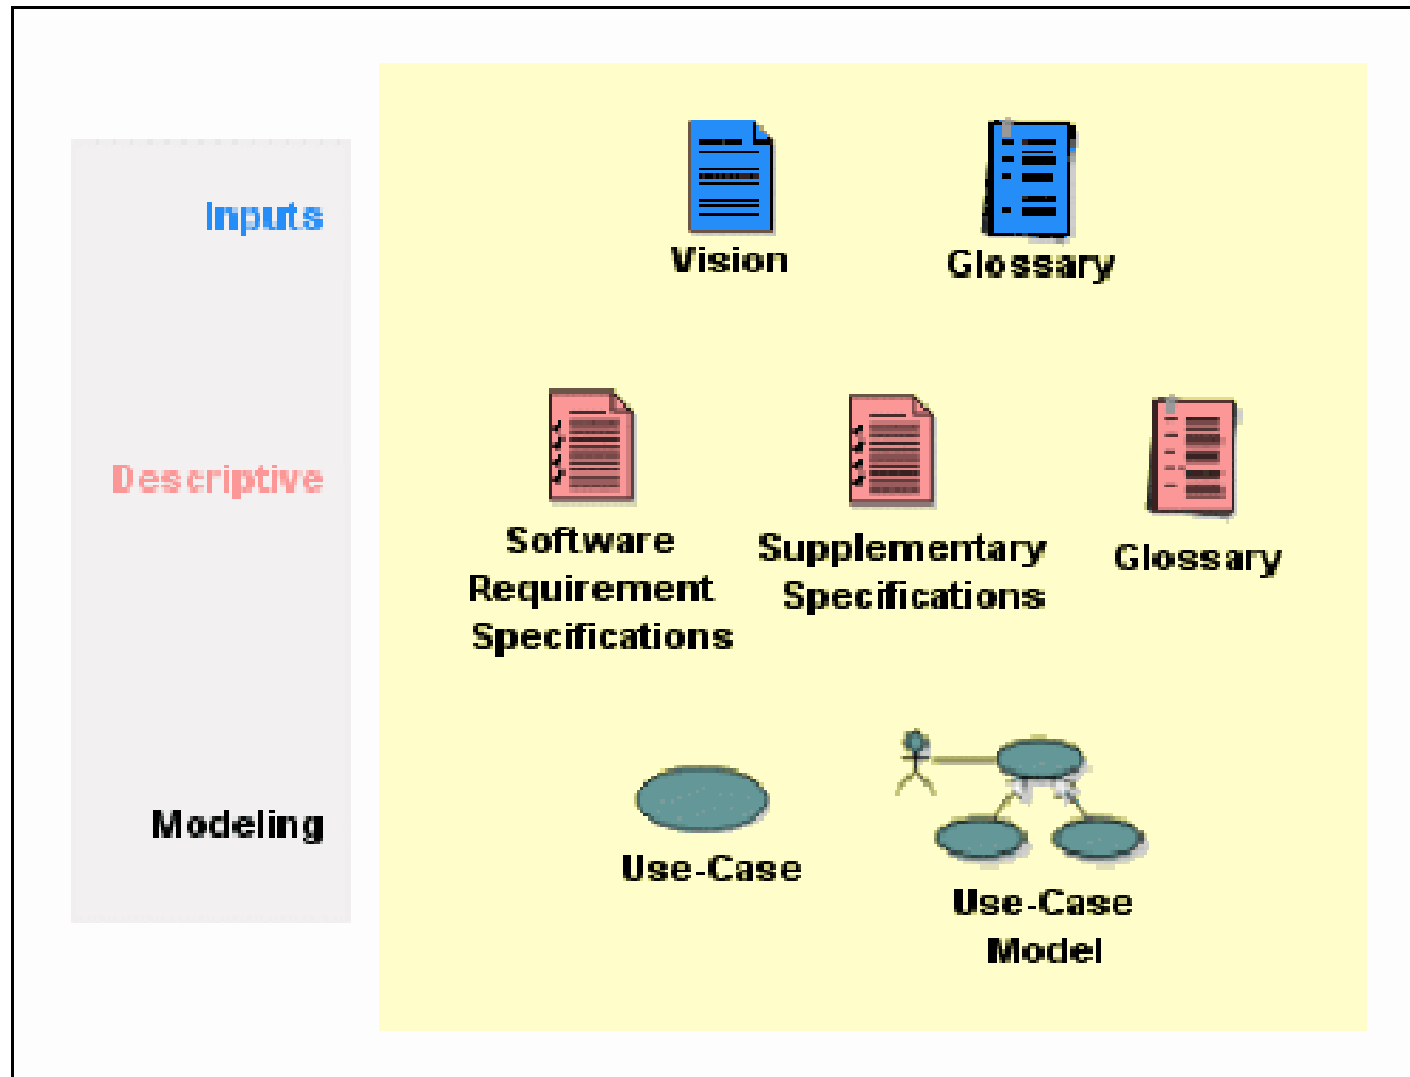 Inputs
Vision
Glossary
Descriptive
Software
Requirement
Specifications
Supplementary
Specifications
Glossary
Modeling
Use-Case
Use-Case
Model